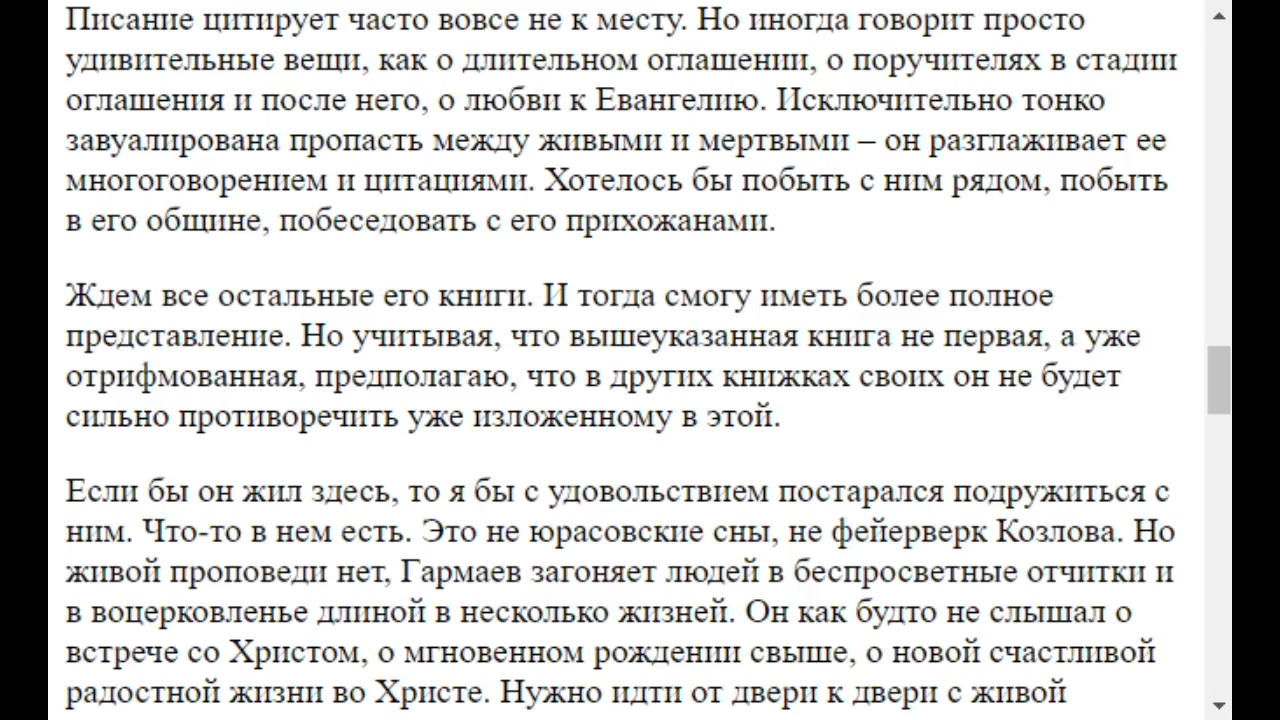 Писание цитирует часто вовсе не к месту. Но иногда говорит просто
удивительные вещи, как о длительном оглашении, о поручителях в стадии
оглашения и после него, о любви к Евангелию. Исключительно тонко
завуалирована пропасть между живыми и мертвыми – он разглаживает ее
многоговорением и цитациями. Хотелось бы побыть с ним рядом, побыть
в его общине, побеседовать с его прихожанами.
Ждем все остальные его книги. И тогда смогу иметь более полное
представление. Но учитывая, что вышеуказанная книга не первая, а уже
отрифмованная, предполагаю, что в других книжках своих он не будет
сильно противоречить уже изложенному в этой.
Если бы он жил здесь, то я бы с удовольствием постарался подружиться с
ним. Что-то в нем есть. Это не юрасовские сны, не фейерверк Козлова. Но
живой проповеди нет, Гармаев загоняет людей в беспросветные отчитки и
в воцерковленье длиной в несколько жизней. Он как будто не слышал о
встрече со Христом, о мгновенном рождении свыше, о новой счастливой
радостной жизни во Христе. Нужно идти от двери к двери с живой